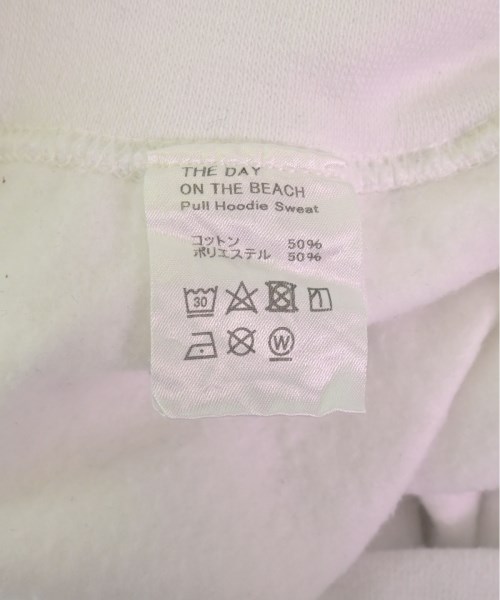 THE DAY
ON THE BEACH
Pull Hoodie Sweat
コットン 50%
ポリエステル 50%
30
W